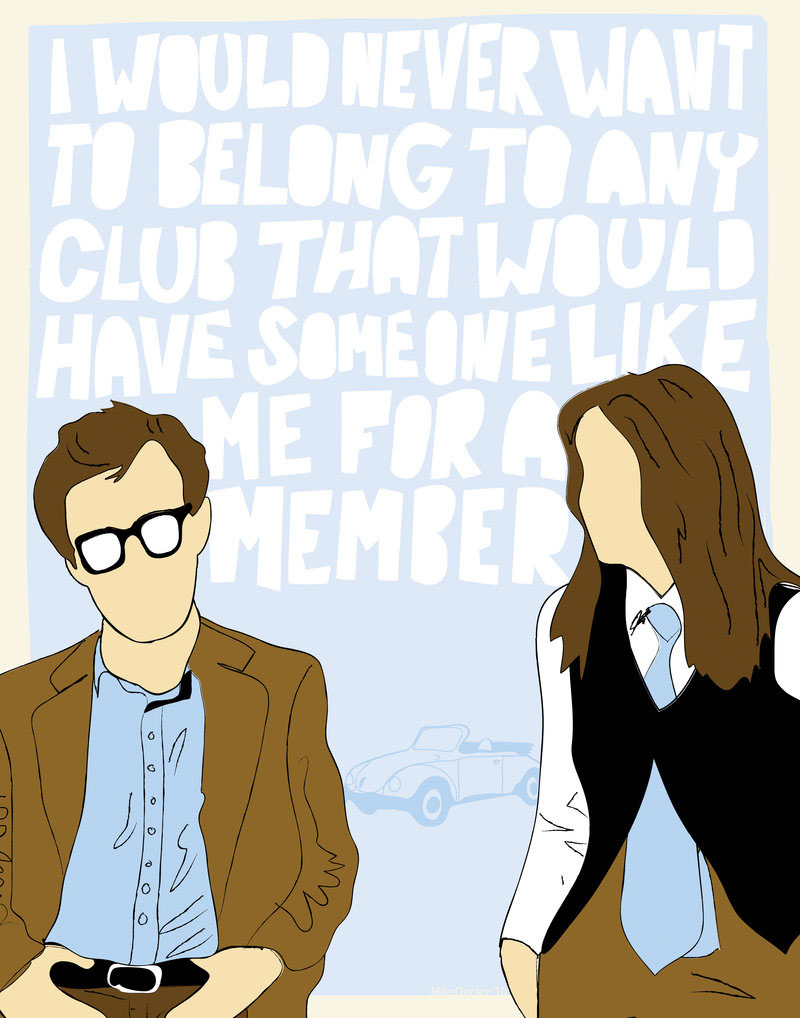 I WOULD NEVER WANT
TO BELONG TO ANY
CLUB THAT WOULD
HAVE SOMEONE LIKE
ME FOR A
MEMBER